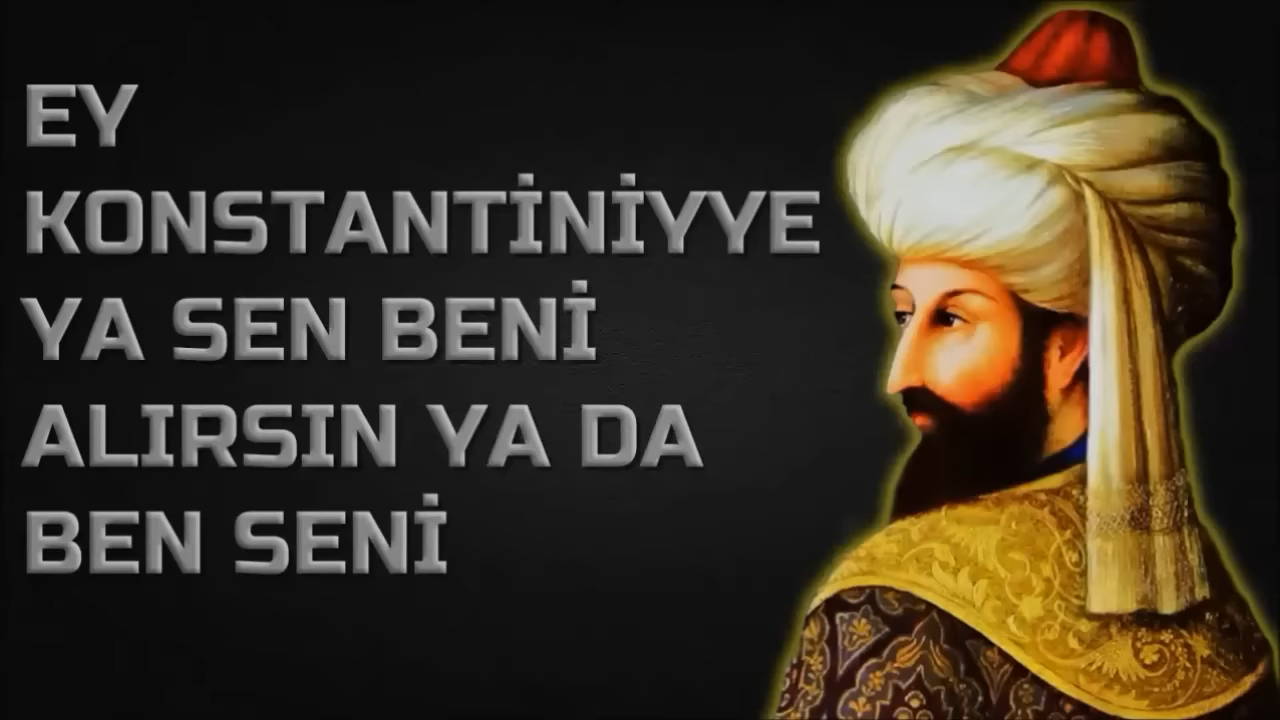 EY
KONSTANTİNİYYE
YA SEN BENİ
ALIRSIN YA DA
BEN SENİ